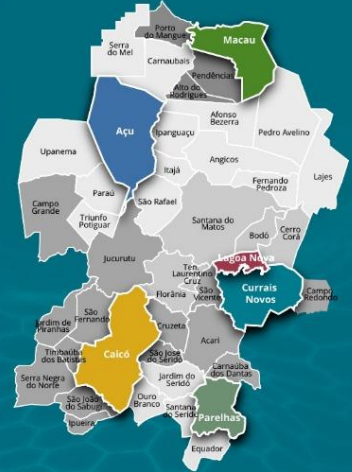 Porto
do Mangues
Macau
Serra
do Mel
Carnaubais
Pendências
Alto do
Rodrigues
Açu
Afonso
Bezerra
Ipanguaçu
Pedro Avelino
Upanema
Angicos
Itajá
Lajes
Fernando
Pedroza
Paraú
Campo
Grande
São Rafael
Triunfo
Potiguar
Santana do
Matos
Bodó
Cerro
Corá
Jucurutu
Lagoa Nova
Ten.
Laurentino
Cruz
Currais
Novos
São
Vicente
Florânia
Campo
Redondo
São
Fernando
Jardim de
Piranhas
Cruzeta
Acari
Caicó
Timbaúba
dos Batistas
São José
do Seridó
Carnaúba
dos Dantas
Serra Negra
do Norte
Jardim do
Seridó
São João
do Sabugi
Ouro
Branco
Parelhas
Santana
do Seridó
Ipueira
Equador